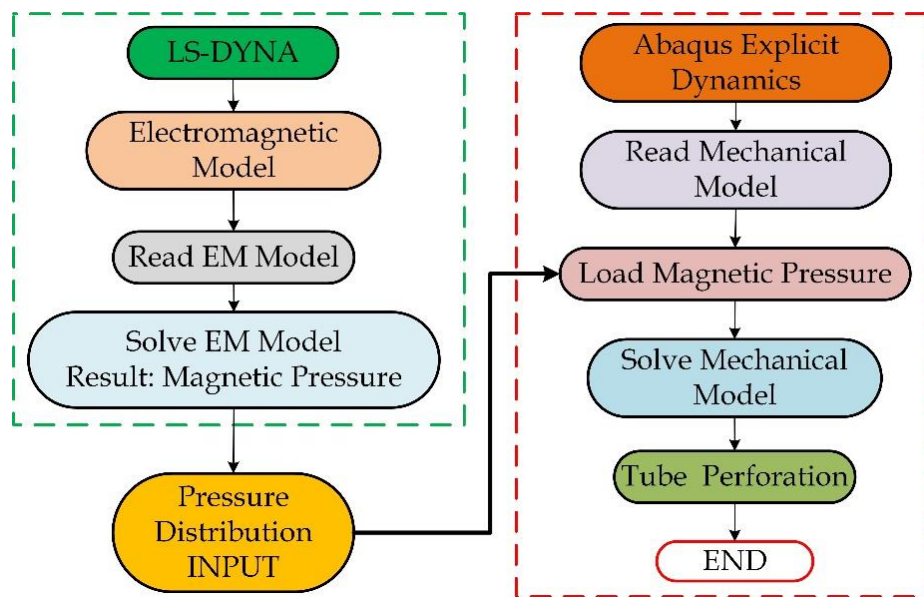 LS-DYNA
Electromagnetic
Model
Read EM Model
Solve EM Model
Result: Magnetic Pressure
Pressure
Distribution
INPUT
Abaqus Explicit
Dynamics
Read Mechanical
Model
Load Magnetic Pressure
Solve Mechanical
Model
Tube Perforation
END